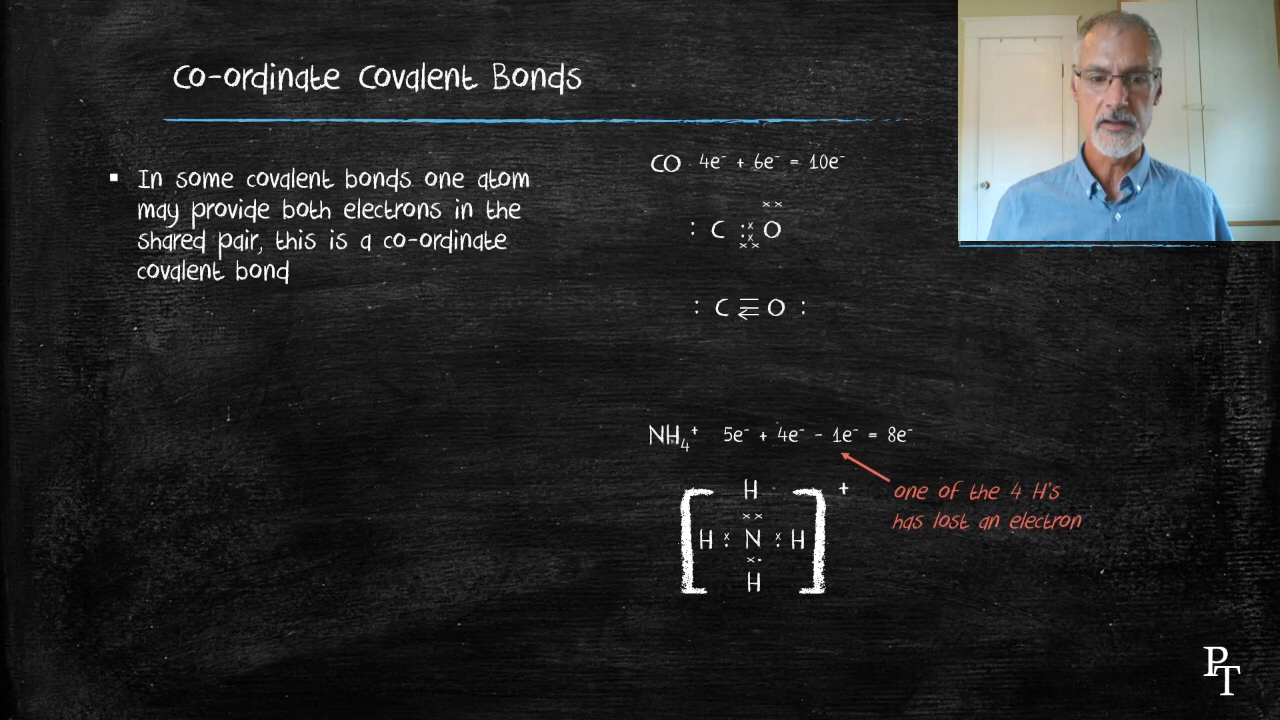 Co-ordinate Covalent Bonds
▪ In some covalent bonds one atom
may provide both electrons in the
shared pair, this is a co-ordinate
covalent bond
CO 4e⁻ + 6e⁻ = 10e⁻
: C O
: C O :
NH₄⁺ 5e⁻ + 4e⁻ - 1e⁻ = 8e⁻
one of the 4 H's
has lost an electron
H +
H N H
H
PT